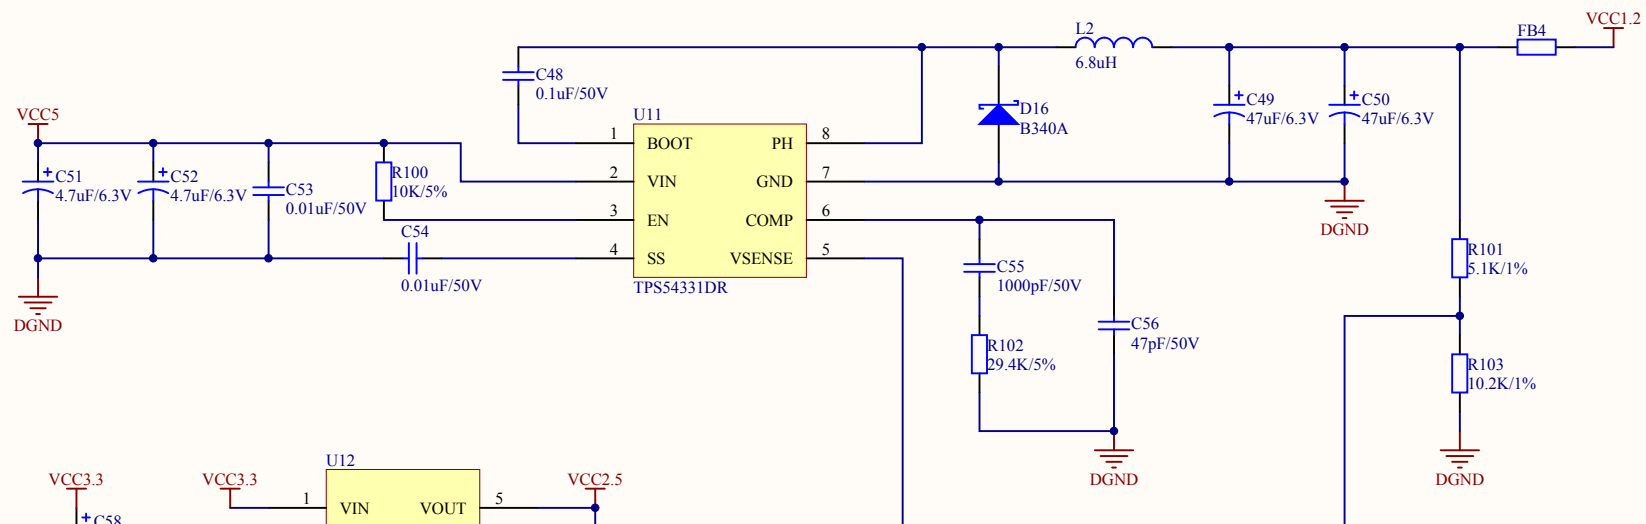 VCC1.2
L2
FB4
6.8uH
C48
0.1uF/50V
C49
47uF/6.3V
C50
47uF/6.3V
D16
B340A
VCC5
U11
1 BOOT PH 8
2 VIN GND 7
3 EN COMP 6
4 SS VSENSE 5
TPS54331DR
C51
4.7uF/6.3V
C52
4.7uF/6.3V
C53
0.01uF/50V
R100
10K/5%
C54
0.01uF/50V
DGND
DGND
C55
1000pF/50V
C56
47pF/50V
R102
29.4K/5%
R101
5.1K/1%
R103
10.2K/1%
DGND
DGND
U12
VCC3.3
VCC3.3
VCC2.5
1 VIN VOUT 5
C58